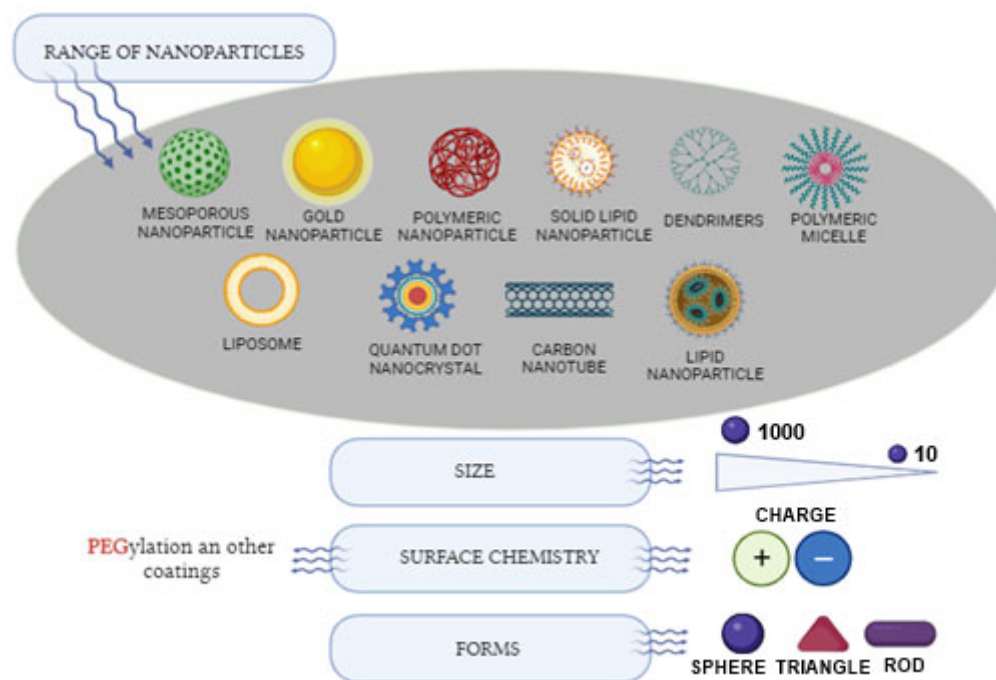 RANGE OF NANOPARTICLES
MESOPOROUS
NANOPARTICLE
GOLD
NANOPARTICLE
POLYMERIC
NANOPARTICLE
SOLID LIPID
NANOPARTICLE
DENDRIMERS
POLYMERIC
MICELLE
LIPOSOME
QUANTUM DOT
NANOCRYSTAL
CARBON
NANOTUBE
LIPID
NANOPARTICLE
SIZE
1000
10
PEGylation an other
coatings
SURFACE CHEMISTRY
CHARGE
+
−
FORMS
SPHERE
TRIANGLE
ROD